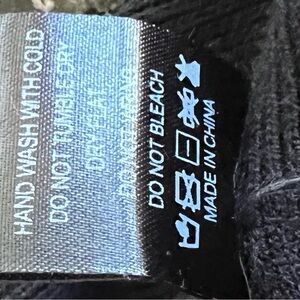 HAND WASH WITH COLD
DO NOT TUMBLE DRY
DRY FLAT
DO NOT BLEACH
MADE IN CHINA